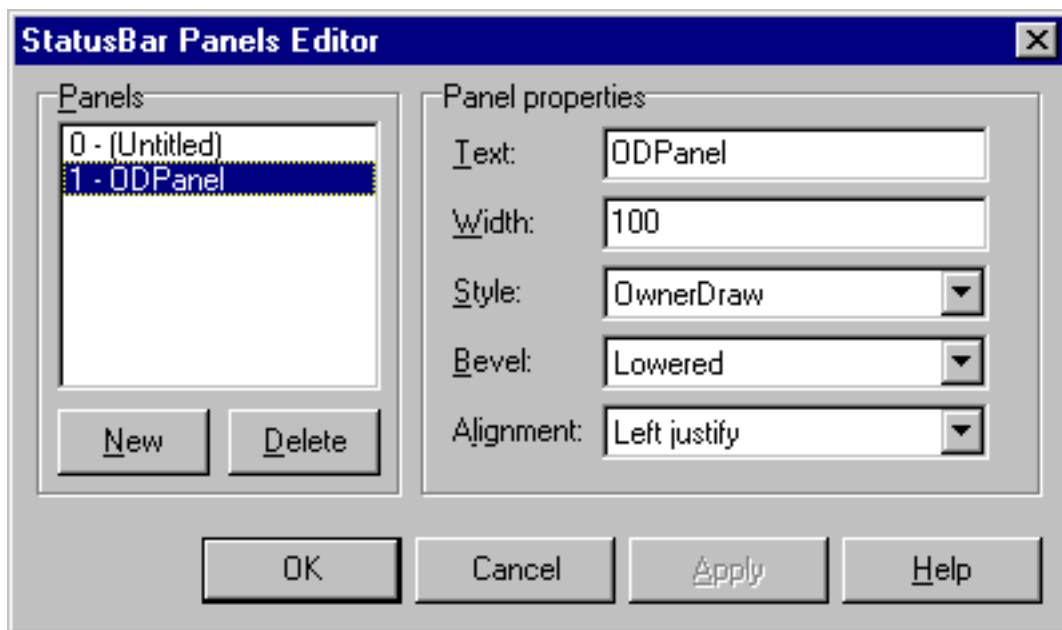 StatusBar Panels Editor
Panels
0 - (Untitled)
1 - ODPanel
New
Delete
Panel properties
Text:
ODPanel
Width:
100
Style:
OwnerDraw
Bevel:
Lowered
Alignment:
Left justify
OK
Cancel
Apply
Help